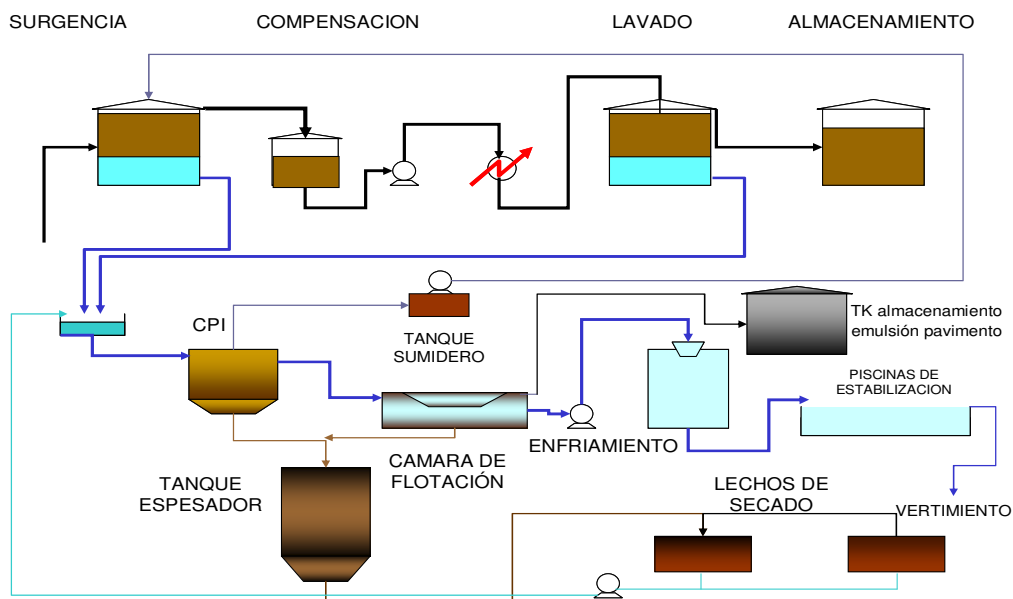 SURGENCIA
COMPENSACION
LAVADO
ALMACENAMIENTO
CPI
TANQUE
SUMIDERO
TK almacenamiento
emulsión pavimento
PISCINAS DE
ESTABILIZACION
ENFRIAMIENTO
CAMARA DE
FLOTACIÓN
TANQUE
ESPESADOR
LECHOS DE
SECADO
VERTIMIENTO